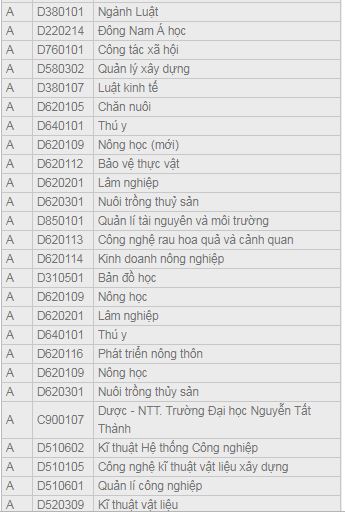 A D380101 Ngành Luật
A D220214 Đông Nam Á học
A D760101 Công tác xã hội
A D580302 Quản lý xây dựng
A D380107 Luật kinh tế
A D620105 Chăn nuôi
A D640101 Thú y
A D620109 Nông học (mới)
A D620112 Bảo vệ thực vật
A D620201 Lâm nghiệp
A D620301 Nuôi trồng thuỷ sản
A D850101 Quản lí tài nguyên và môi trường
A D620113 Công nghệ rau hoa quả và cảnh quan
A D620114 Kinh doanh nông nghiệp
A D310501 Bản đồ học
A D620109 Nông học
A D620201 Lâm nghiệp
A D640101 Thú y
A D620116 Phát triển nông thôn
A D620109 Nông học
A D620301 Nuôi trồng thủy sản
A C900107 Dược - NTT. Trường Đại học Nguyễn Tất
Thành
A D510602 Kĩ thuật Hệ thống Công nghiệp
A D510105 Công nghệ kĩ thuật vật liệu xây dựng
A D510601 Quản lí công nghiệp
A D520309 Kĩ thuật vật liệu